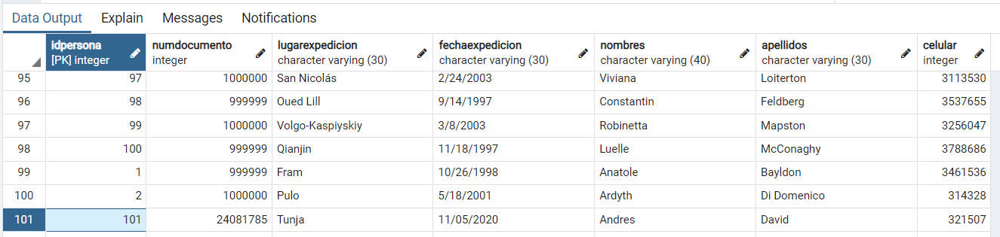 Data Output Explain Messages Notifications
idpersona numdocumento lugarexpedicion fechaexpedicion nombres apellidos celular
[PK] integer integer character varying (30) character varying (30) character varying (40) character varying (30) integer
95 97 1000000 San Nicolás 2/24/2003 Viviana Loiterton 3113530
96 98 999999 Oued Lill 9/14/1997 Constantin Feldberg 3537655
97 99 1000000 Volgo-Kaspiyskiy 3/8/2003 Robinetta Mapston 3256047
98 100 999999 Qianjin 11/18/1997 Luelle McConaghy 3788686
99 1 999999 Fram 10/26/1998 Anatole Bayldon 3461536
100 2 1000000 Pulo 5/18/2001 Ardyth Di Domenico 314328
101 101 24081785 Tunja 11/05/2020 Andres David 321507